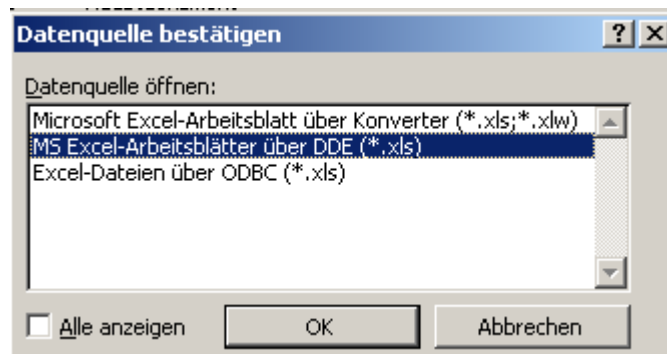 Datenquelle bestätigen
Datenquelle öffnen:
Microsoft Excel-Arbeitsblatt über Konverter (*.xls;*.xlw)
MS Excel-Arbeitsblätter über DDE (*.xls)
Excel-Dateien über ODBC (*.xls)
Alle anzeigen OK Abbrechen